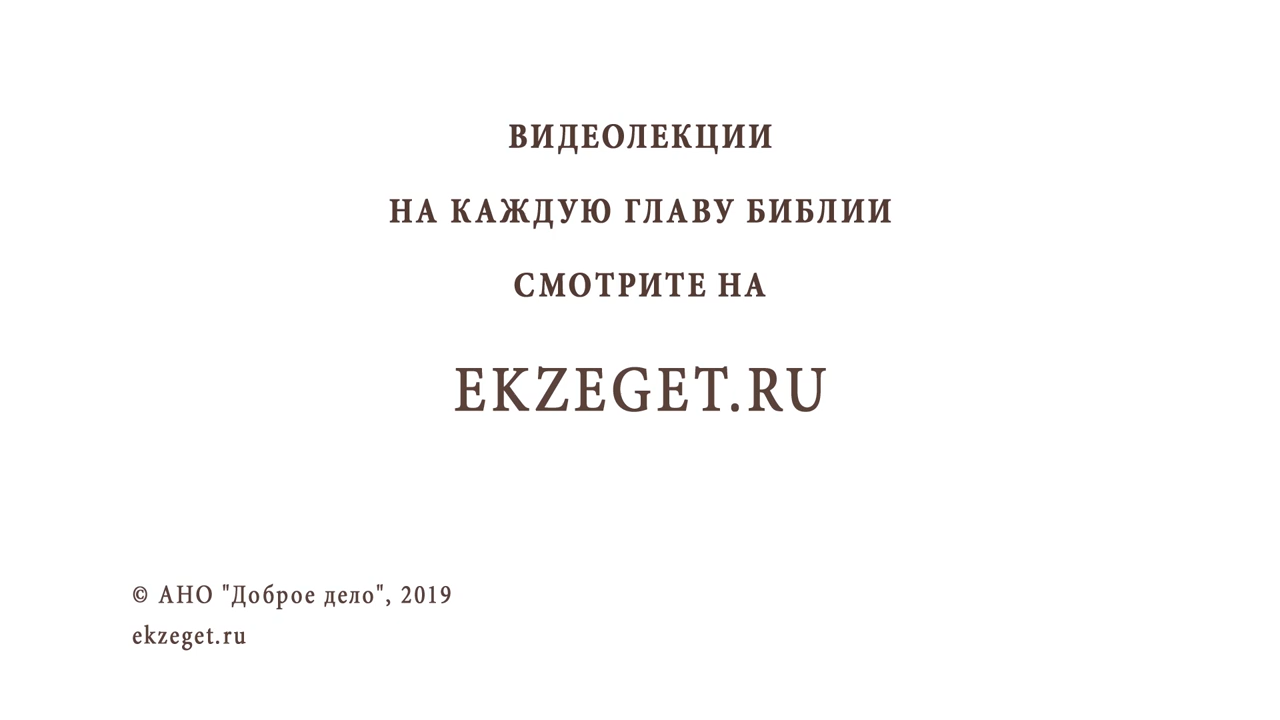 ВИДЕОЛЕКЦИИ
НА КАЖДУЮ ГЛАВУ БИБЛИИ
СМОТРИТЕ НА
EKZEGET.RU
© АНО "Доброе дело", 2019
ekzeget.ru